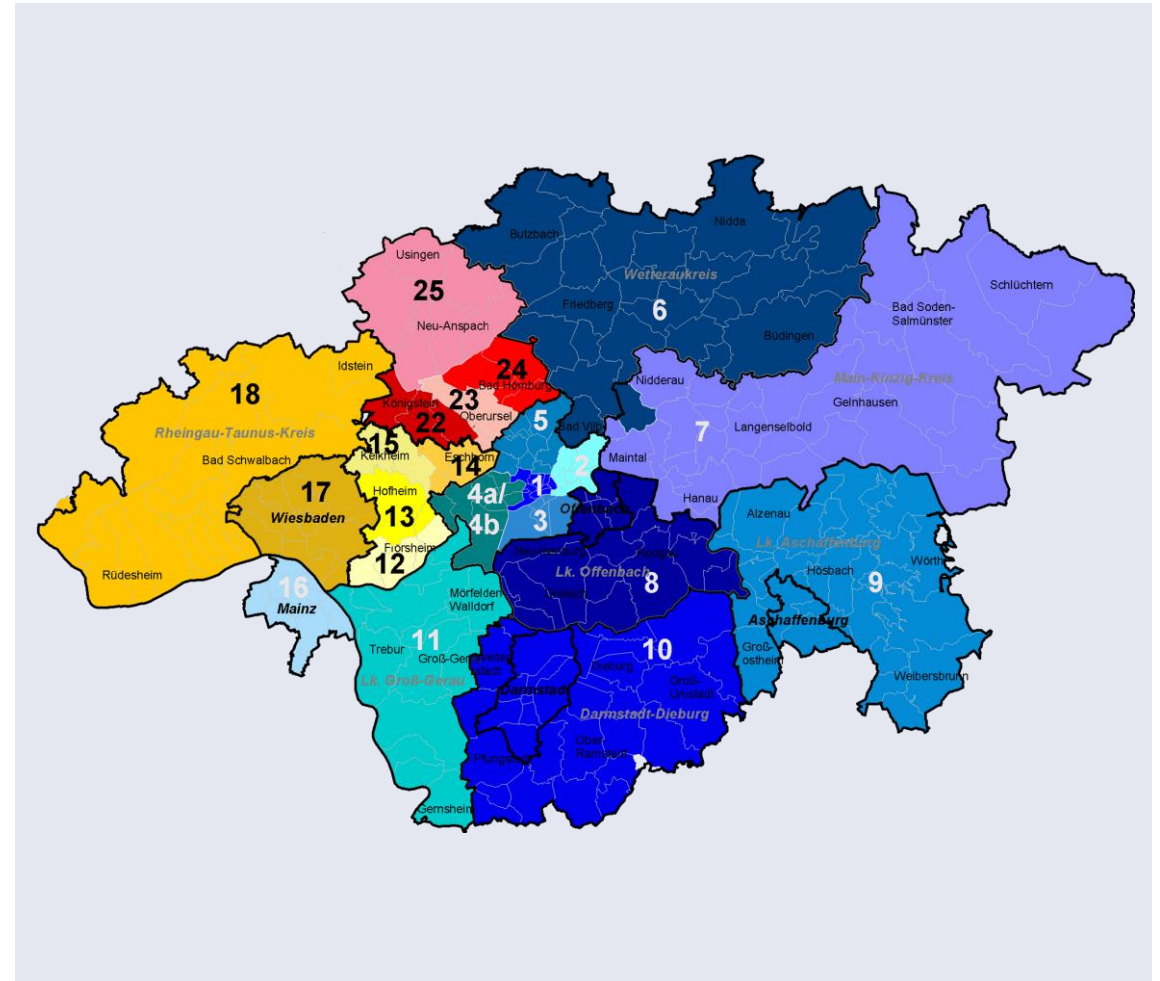 Nidda
Butzbach
Usingen
Wetteraukreis
Schlüchtern
25
Friedberg
6
Bad Soden-
Salmünster
Neu-Anspach
Büdingen
Idstein
24
Bad Homburg
Nidderau
Main-Kinzig-Kreis
18
23
Königstein
Oberursel
Gelnhausen
22
5
Rheingau-Taunus-Kreis
15
Bad Vilb
7
Langenselbold
Kelkheim
Eschborn
Maintal
Bad Schwalbach
14
2
17
Hofheim
4a/
1
Hanau
Wiesbaden
13
4b
3
Offenbach
Alzenau
Flörsheim
12
Lk. Aschaffenburg
Wörth
Rüdesheim
Lk. Offenbach
8
Hösbach
9
16
Mainz
Mörfelden
Walldorf
Aschaffenburg
11
10
Trebur
Groß-Ger
Groß-
ostheim
Lk. Groß-Gerau
Dieburg
Groß-
Umstadt
Weibersbrunn
Darmstadt
Darmstadt-Dieburg
Ober-
Ramstadt
Pfungstadt
Gernsheim